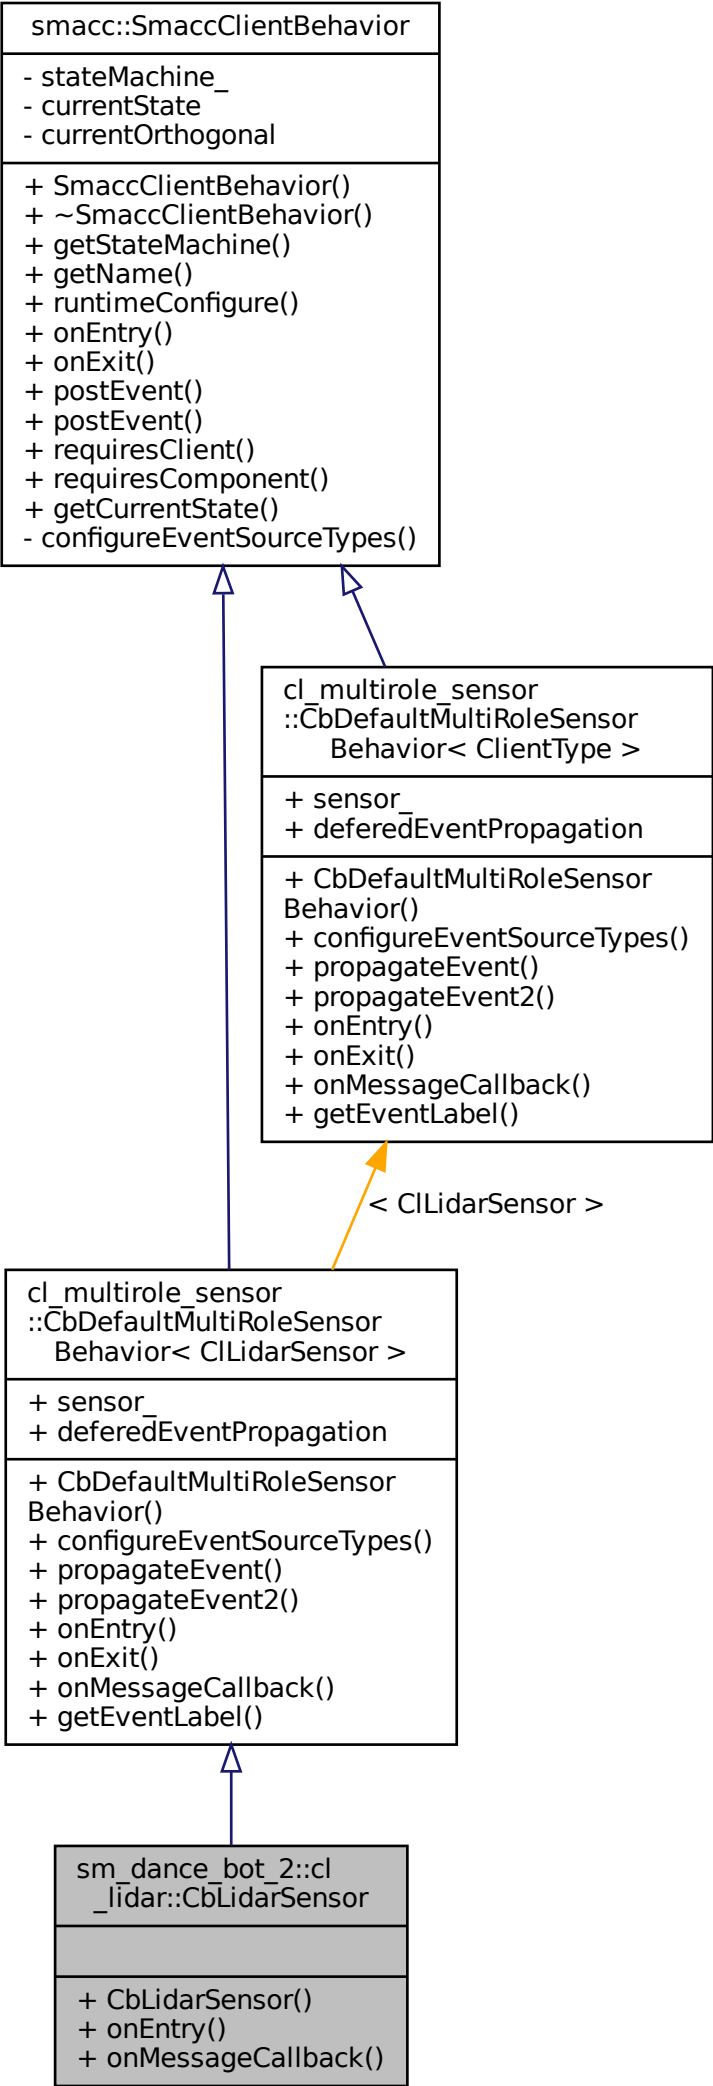 smacc::SmaccClientBehavior
- stateMachine_
- currentState
- currentOrthogonal
+ SmaccClientBehavior()
+ ~SmaccClientBehavior()
+ getStateMachine()
+ getName()
+ runtimeConfigure()
+ onEntry()
+ onExit()
+ postEvent()
+ postEvent()
+ requiresClient()
+ requiresComponent()
+ getCurrentState()
- configureEventSourceTypes()
cl_multirole_sensor
::CbDefaultMultiRoleSensor
Behavior< ClientType >
+ sensor_
+ deferedEventPropagation
+ CbDefaultMultiRoleSensor
Behavior()
+ configureEventSourceTypes()
+ propagateEvent()
+ propagateEvent2()
+ onEntry()
+ onExit()
+ onMessageCallback()
+ getEventLabel()
< ClLidarSensor >
cl_multirole_sensor
::CbDefaultMultiRoleSensor
Behavior< ClLidarSensor >
+ sensor_
+ deferedEventPropagation
+ CbDefaultMultiRoleSensor
Behavior()
+ configureEventSourceTypes()
+ propagateEvent()
+ propagateEvent2()
+ onEntry()
+ onExit()
+ onMessageCallback()
+ getEventLabel()
sm_dance_bot_2::cl
_lidar::CbLidarSensor
+ CbLidarSensor()
+ onEntry()
+ onMessageCallback()